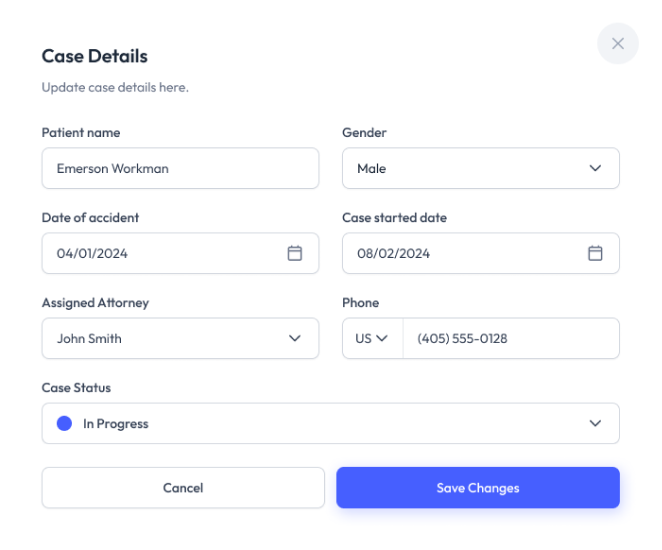 Case Details
Update case details here.
Patient name
Gender
Emerson Workman
Male
Date of accident
Case started date
04/01/2024
08/02/2024
Assigned Attorney
Phone
John Smith
US
(405) 555-0128
Case Status
In Progress
Cancel
Save Changes